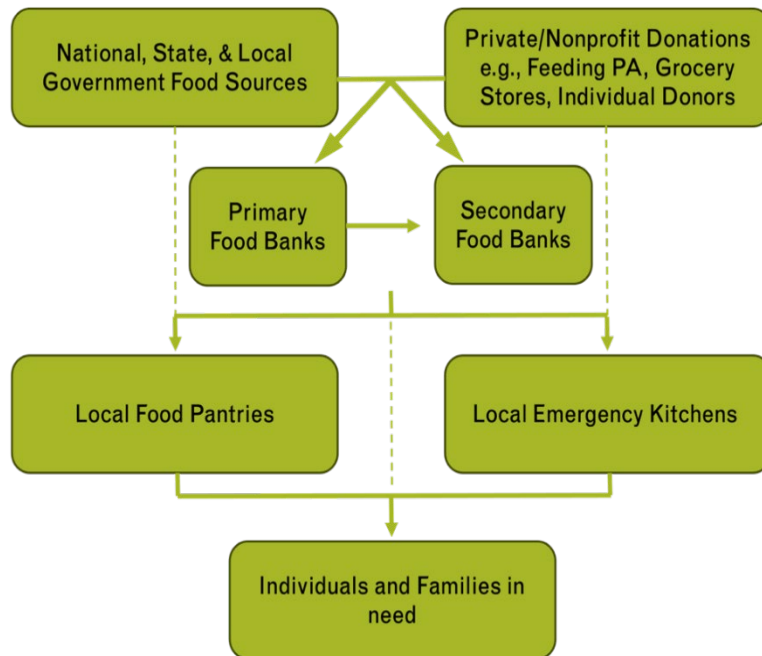 National, State, & Local
Government Food Sources
Private/Nonprofit Donations
e.g., Feeding PA, Grocery
Stores, Individual Donors
Primary
Food Banks
Secondary
Food Banks
Local Food Pantries
Local Emergency Kitchens
Individuals and Families in
need